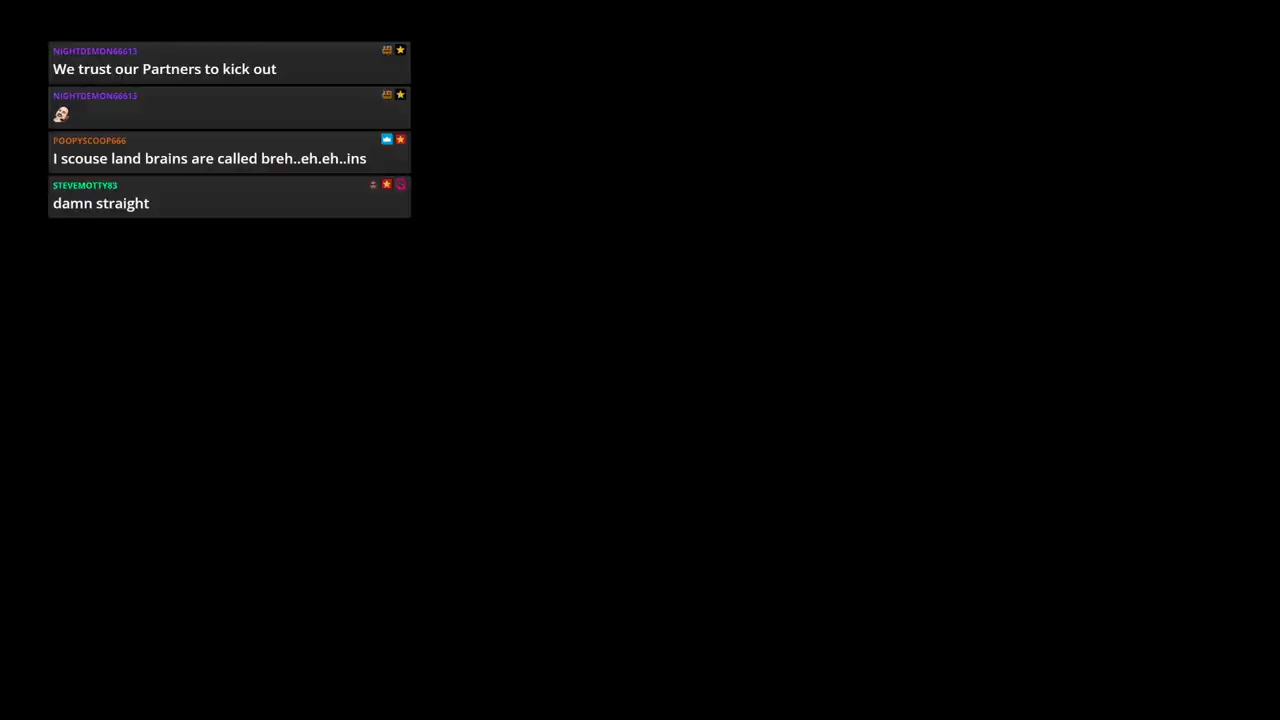 NIGHTDEMON66613
We trust our Partners to kick out
NIGHTDEMON66613
POOPYSCOOP666
I scouse land brains are called breh..eh.eh..ins
STEVEMOTTY83
damn straight